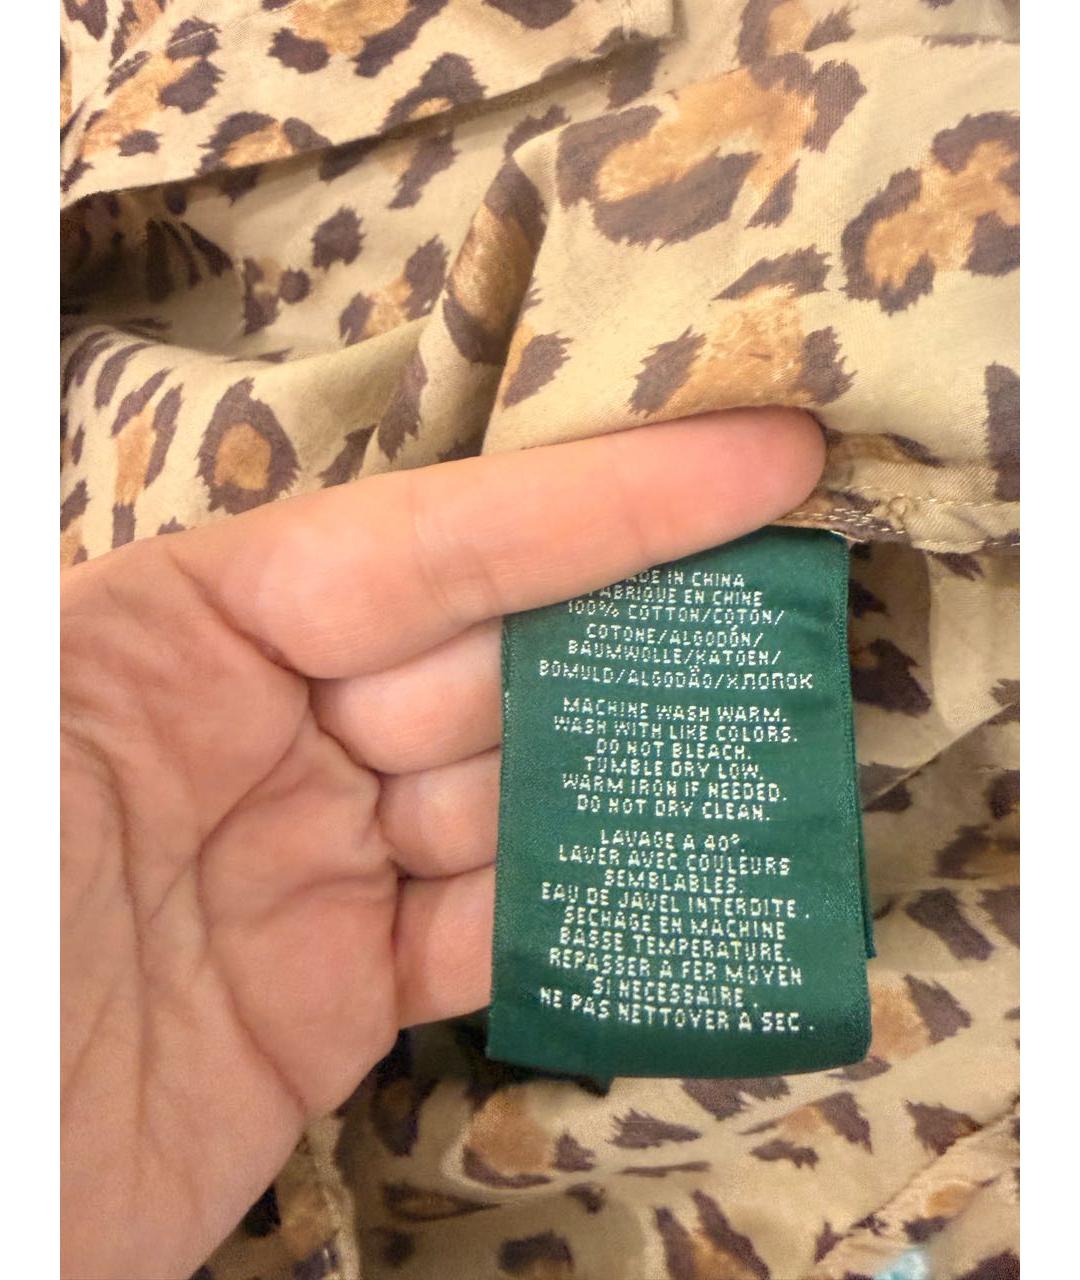 MADE IN CHINA
FABRIQUE EN CHINE
100% COTTON/COTON/
COTONE/ALGODÓN/
BAUMWOLLE/KATOEN/
BOMULD/ALGODÃO/ХЛОПОК
MACHINE WASH WARM.
WASH WITH LIKE COLORS.
DO NOT BLEACH.
TUMBLE DRY LOW.
WARM IRON IF NEEDED.
DO NOT DRY CLEAN.
LAVAGE A 40°.
LAVER AVEC COULEURS
SEMBLABLES.
EAU DE JAVEL INTERDITE.
SECHAGE EN MACHINE
BASSE TEMPERATURE.
REPASSER A FER MOYEN
SI NECESSAIRE.
NE PAS NETTOYER A SEC.